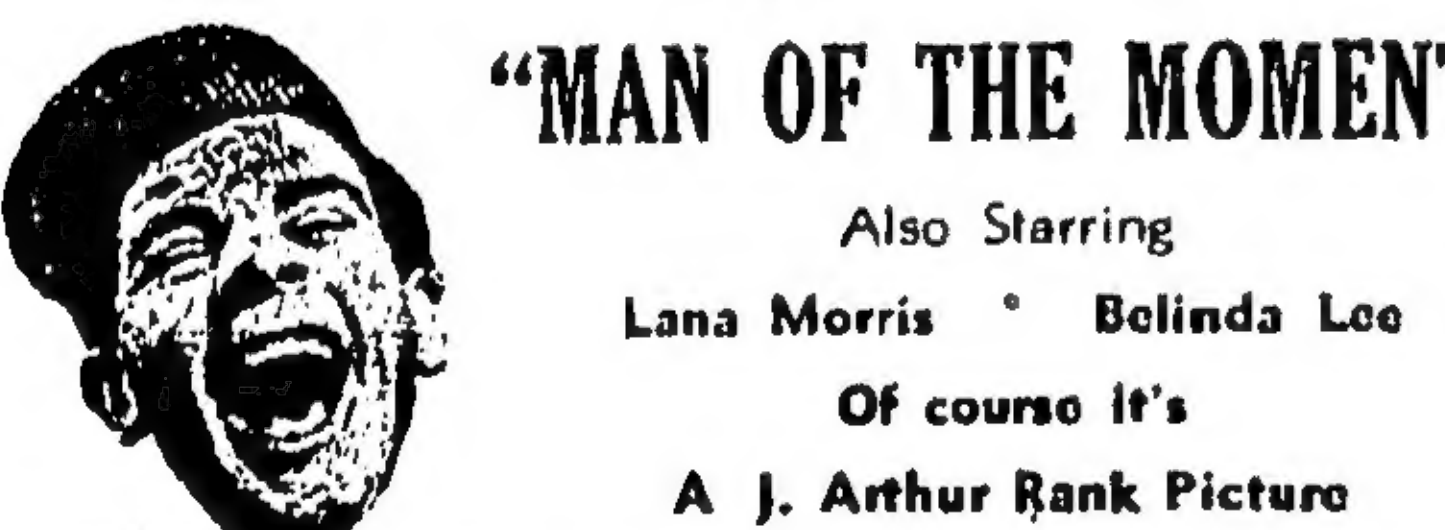 “MAN OF THE MOMENT
Also Starring
Lana Morris • Belinda Lee
Of course it's
A J. Arthur Rank Picture